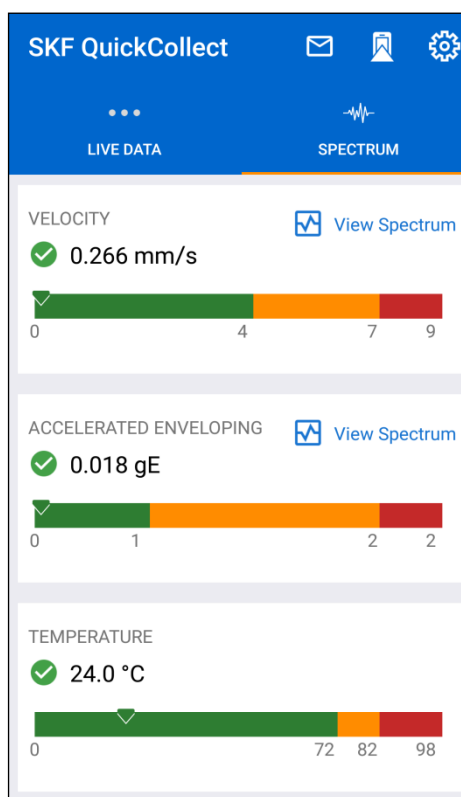 SKF QuickCollect
LIVE DATA
SPECTRUM
VELOCITY
View Spectrum
0.266 mm/s
0 4 7 9
ACCELERATED ENVELOPING
View Spectrum
0.018 gE
0 1 2 2
TEMPERATURE
24.0 °C
0 72 82 98